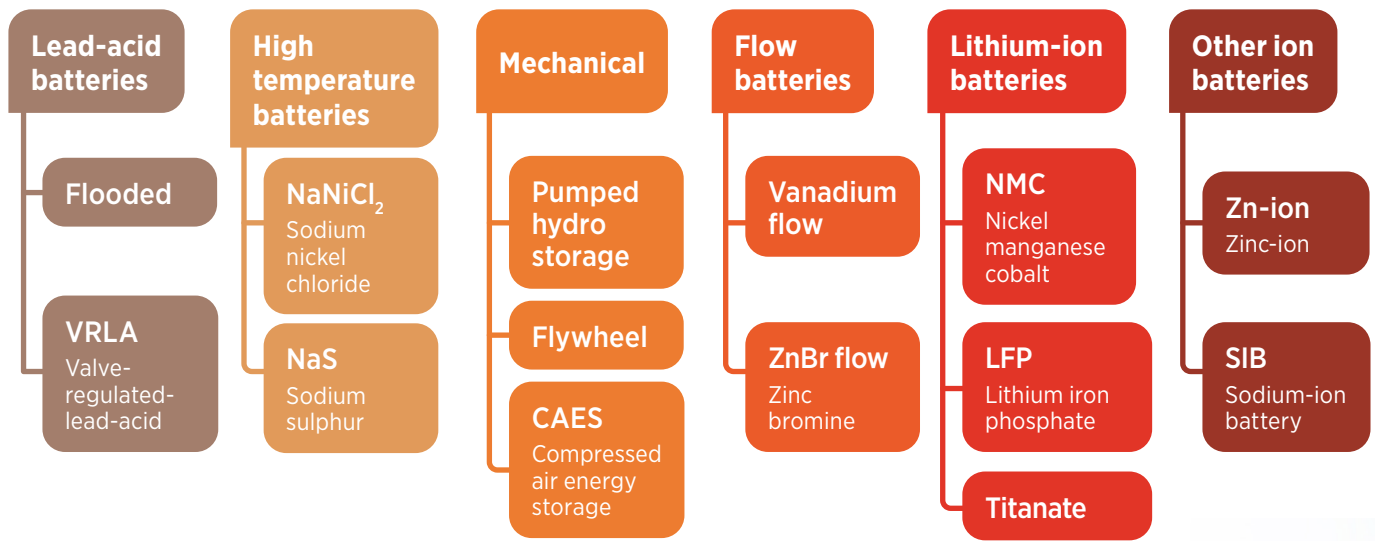 Lead-acid
batteries
Flooded
VRLA
Valve-
regulated-
lead-acid
High
temperature
batteries
NaNiCl₂
Sodium
nickel
chloride
NaS
Sodium
sulphur
Mechanical
Pumped
hydro
storage
Flywheel
CAES
Compressed
air energy
storage
Flow
batteries
Vanadium
flow
ZnBr flow
Zinc
bromine
Lithium-ion
batteries
NMC
Nickel
manganese
cobalt
LFP
Lithium iron
phosphate
Titanate
Other ion
batteries
Zn-ion
Zinc-ion
SIB
Sodium-ion
battery